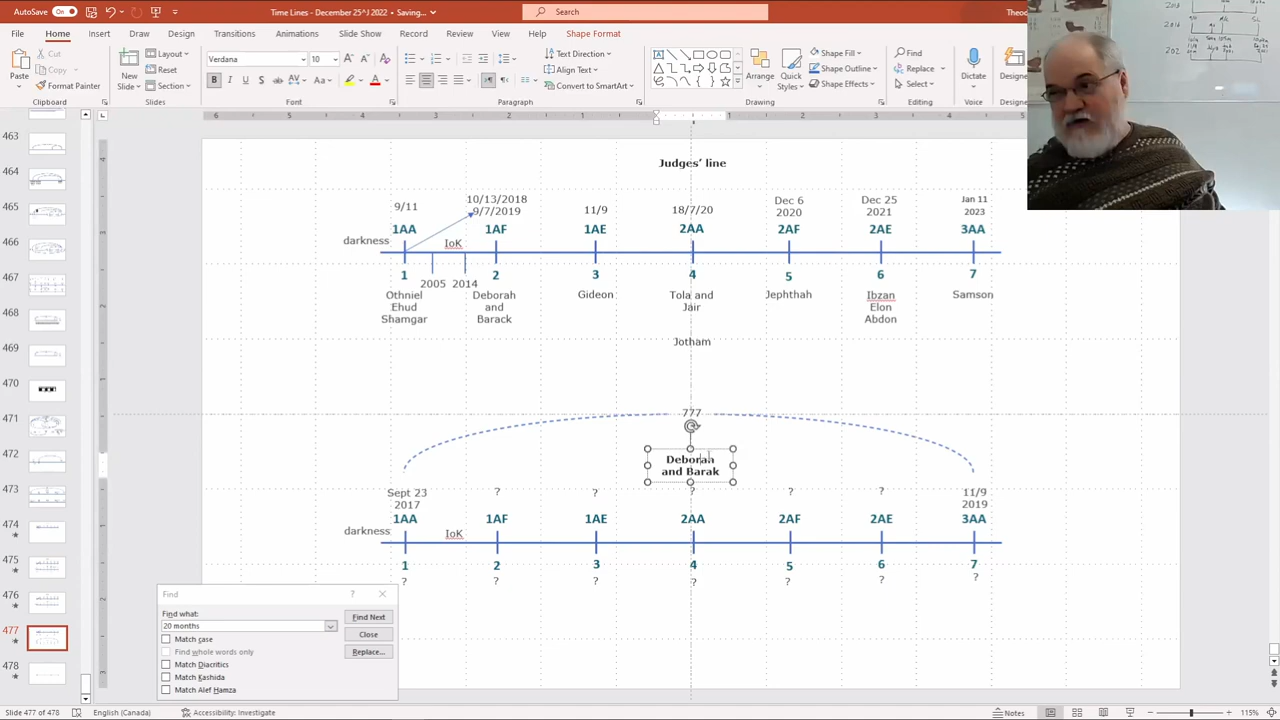 AutoSave On
Time Lines - December 25^J 2022 • Saving...
Search
Theod
File Home Insert Draw Design Transitions Animations Slide Show Record Review View Help Shape Format
Paste
Cut
Copy
Format Painter
Clipboard
New Slide
Layout
Reset
Section
Slides
Verdana 10
Font
Text Direction
Align Text
Convert to SmartArt
Paragraph
Arrange
Quick Styles
Shape Fill
Shape Outline
Shape Effects
Drawing
Find
Replace
Select
Editing
Dictate
Voice
Designer
463
464
465
466
467
468
469
470
471
472
473
474
475
476
477
478
Judges’ line
9/11
10/13/2018
9/7/2019
11/9
18/7/20
Dec 6
2020
Dec 25
2021
Jan 11
2023
1AA 1AF 1AE 2AA 2AF 2AE 3AA
darkness IoK
1 2 3 4 5 6 7
2005 2014
Othniel
Ehud
Shamgar
Deborah
and
Barack
Gideon
Tola and
Jair
Jephthah
Ibzan
Elon
Abdon
Samson
Jotham
777
Deborah
and Barak
Sept 23
2017
? ? ? ? ?
11/9
2019
1AA 1AF 1AE 2AA 2AF 2AE 3AA
darkness IoK
1 2 3 4 5 6 7
? ? ? ? ? ? ?
Find ?
Find what:
20 months
Match case
Find whole words only
Match Diacritics
Match Kashida
Match Alef Hamza
Find Next
Close
Replace...
Slide 477 of 478 English (Canada) Accessibility: Investigate
Notes 115%